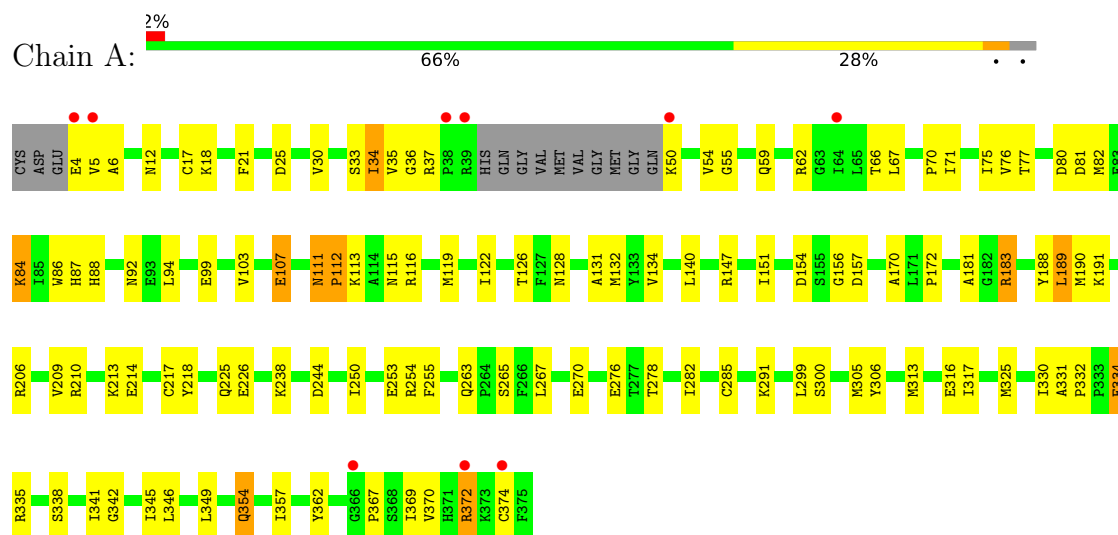 2%
Chain A:
66% 28% • •
CYS ASP GLU E4 V5 A6 N12 C17 K18 F21 D25 V30 S33 I34 V35 G36 R37 P38 R39 HIS GLN GLY VAL MET VAL GLY MET GLY GLN K50 V54 G55 Q59 R62 G63 I64 L65 T66 L67 P70 I71 I75 V76 T77 D80 D81 M82
K84 I85 W86 H87 H88 N92 E93 L94 E99 V103 E107 N111 P112 K113 A114 N115 R116 M119 I122 T126 F127 N128 A131 M132 Y133 V134 L140 R147 I151 D154 S155 G156 D157 A170 L171 P172 A181 G182 R183 Y188 L189 M190 K191
R206 V209 R210 K213 E214 C217 Y218 Q225 E226 K238 D244 I250 E253 R254 F255 Q263 P264 S265 F266 L267 E270 E276 T277 T278 I282 C285 K291 L299 S300 M305 Y306 M313 E316 I317 M325 I330 A331 P332 P333
R335 S338 I341 G342 I345 L346 L349 Q354 I357 Y362 G366 P367 S368 I369 V370 H371 R372 K373 C374 F375